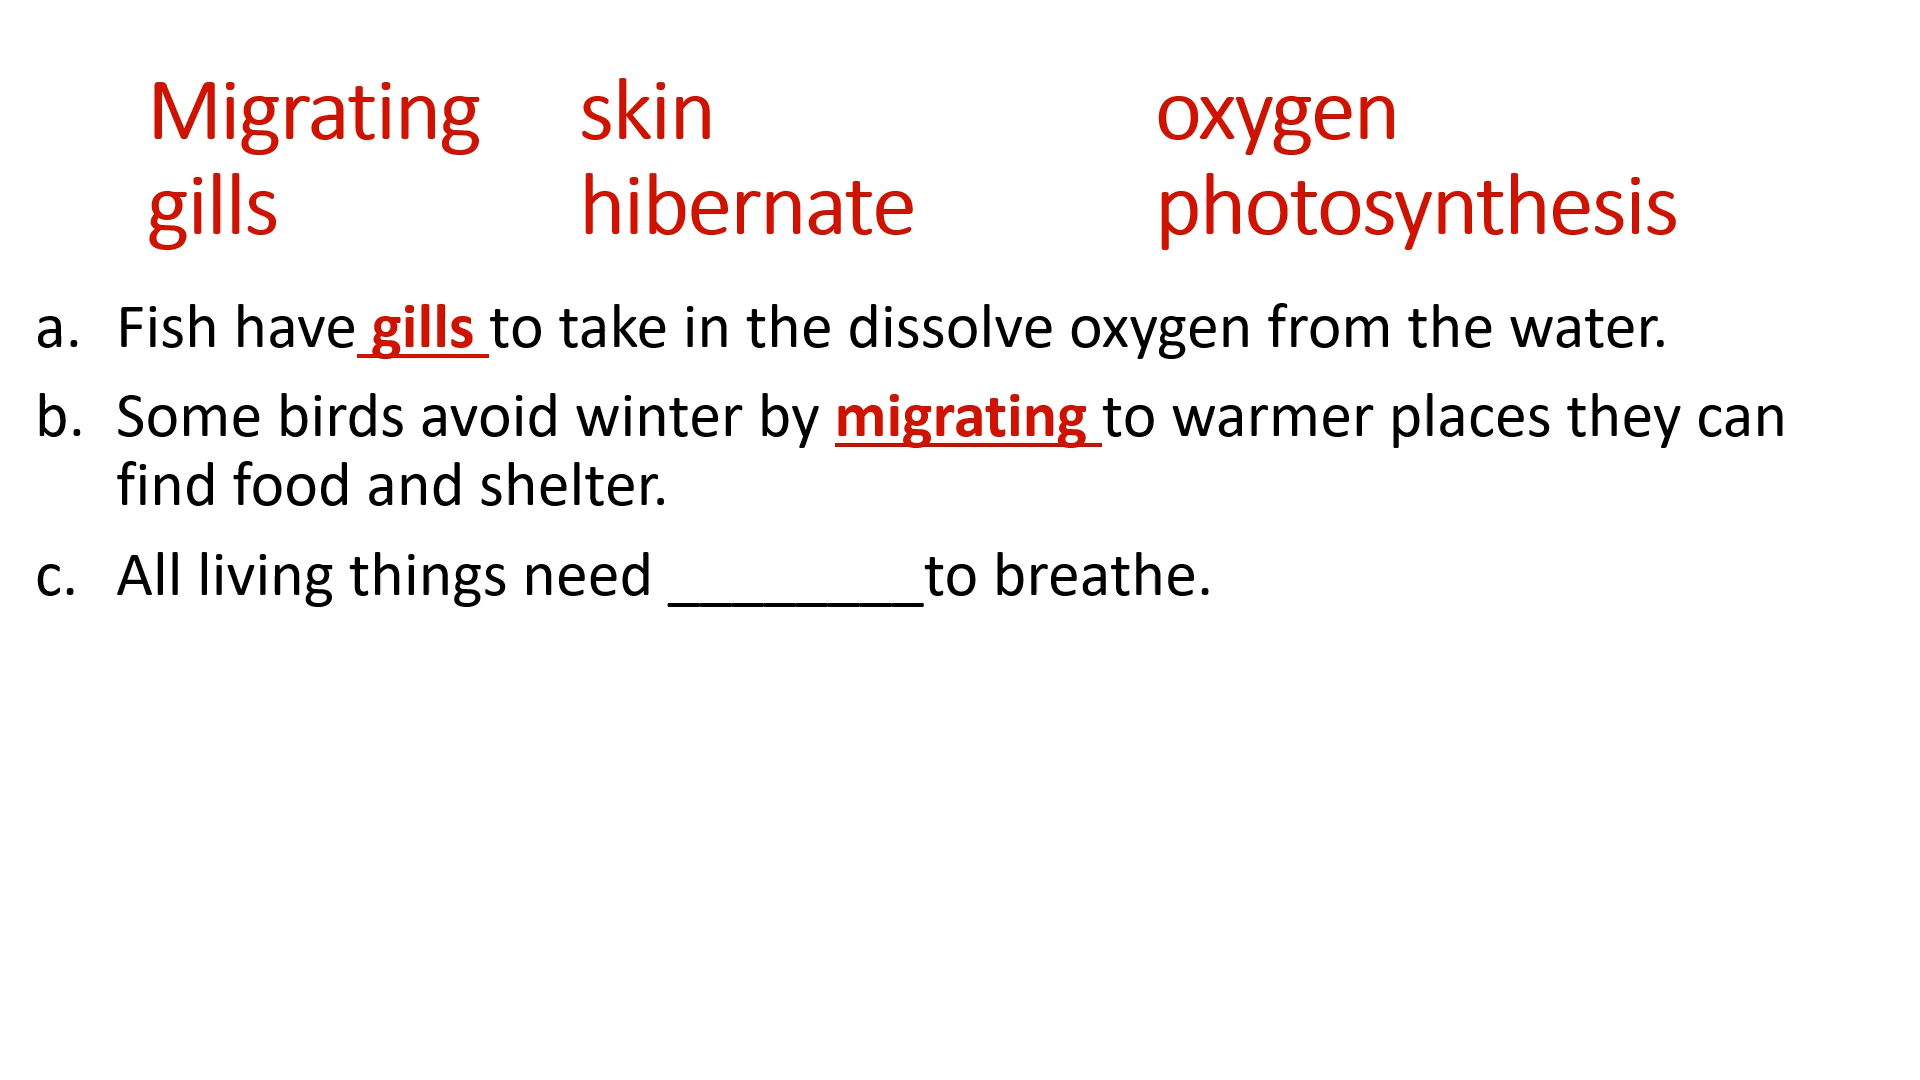 Migrating skin oxygen
gills hibernate photosynthesis
a. Fish have gills to take in the dissolve oxygen from the water.
b. Some birds avoid winter by migrating to warmer places they can
find food and shelter.
c. All living things need ________to breathe.